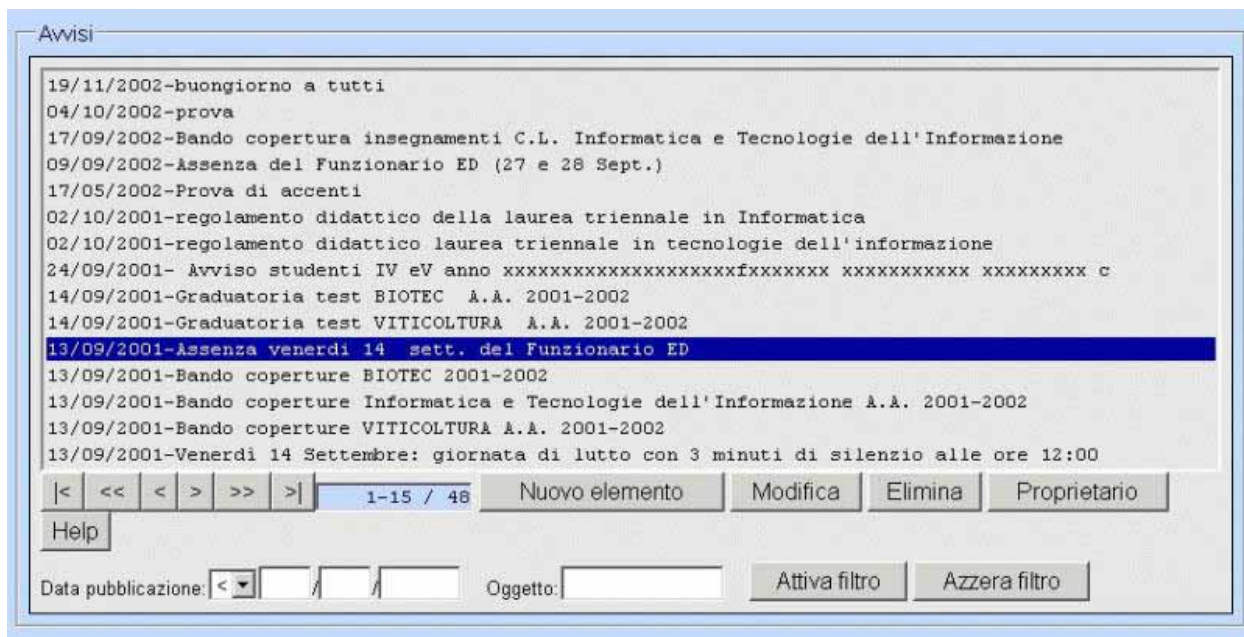 Avvisi
19/11/2002-buongiorno a tutti
04/10/2002-prova
17/09/2002-Bando copertura insegnamenti C.L. Informatica e Tecnologie dell'Informazione
09/09/2002-Assenza del Funzionario ED (27 e 28 Sept.)
17/05/2002-Prova di accenti
02/10/2001-regolamento didattico della laurea triennale in Informatica
02/10/2001-regolamento didattico laurea triennale in tecnologie dell'informazione
24/09/2001- Avviso studenti IV eV anno xxxxxxxxxxxxxxxxxxxxfxxxxxxx xxxxxxxxxxx xxxxxxxxx c
14/09/2001-Graduatoria test BIOTEC  A.A. 2001-2002
14/09/2001-Graduatoria test VITICOLTURA  A.A. 2001-2002
13/09/2001-Assenza venerdì 14  sett. del Funzionario ED
13/09/2001-Bando coperture BIOTEC 2001-2002
13/09/2001-Bando coperture Informatica e Tecnologie dell'Informazione A.A. 2001-2002
13/09/2001-Bando coperture VITICOLTURA A.A. 2001-2002
13/09/2001-Venerdì 14 Settembre: giornata di lutto con 3 minuti di silenzio alle ore 12:00
|< << < > >> >| 1-15 / 48 Nuovo elemento Modifica Elimina Proprietario
Help
Data pubblicazione: < / / Oggetto: Attiva filtro Azzera filtro